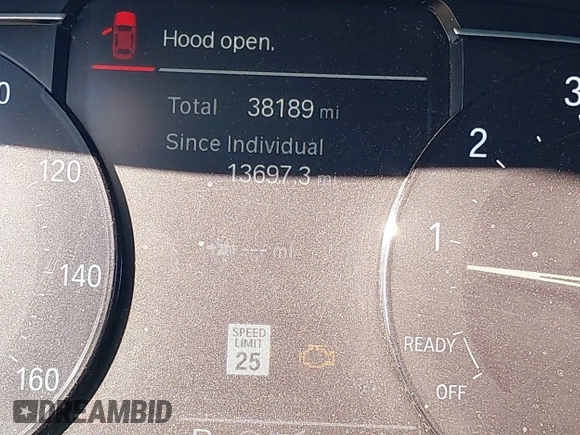 Hood open.
Total 38189 mi
Since Individual
13697.3 mi
--- mi
120
140
160
SPEED
LIMIT
25
3
2
1
READY
OFF
DREAMBID